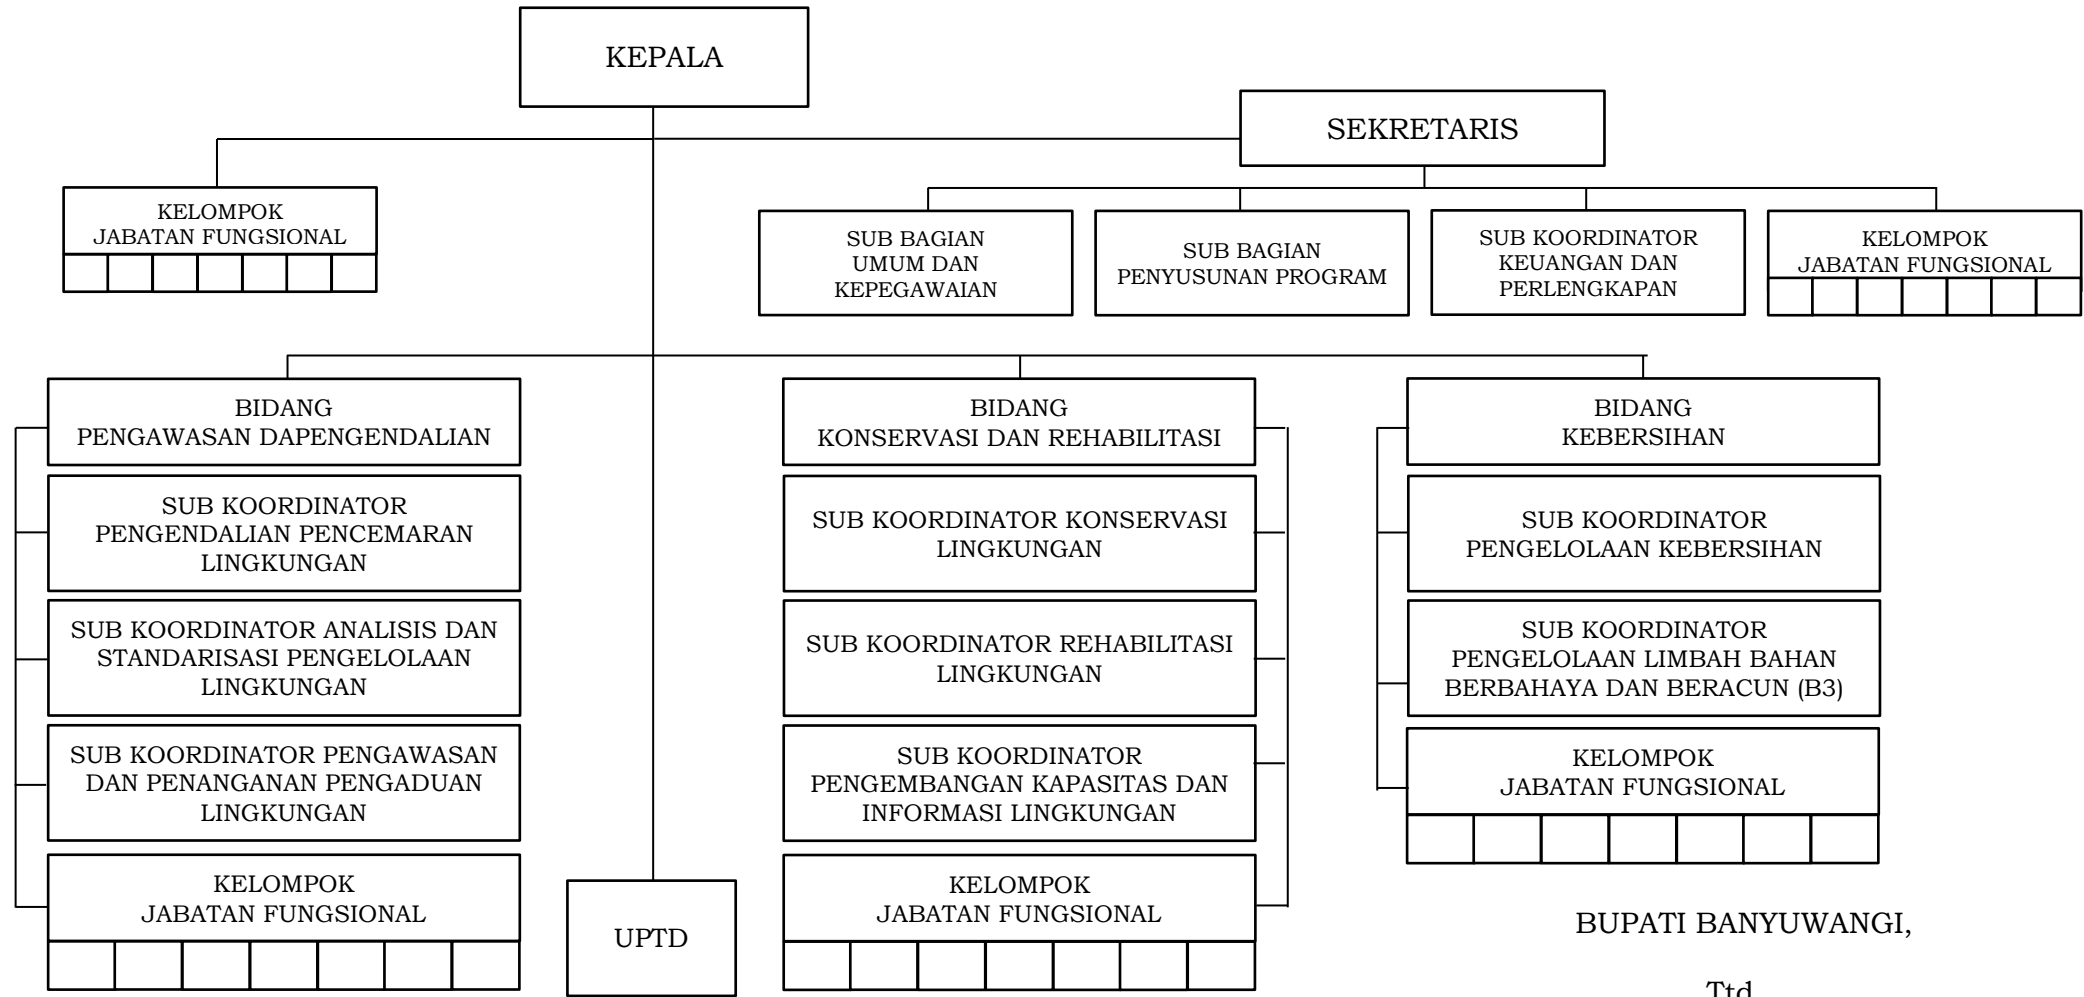 KEPALA
SEKRETARIS
KELOMPOK
JABATAN FUNGSIONAL
SUB BAGIAN
UMUM DAN
KEPEGAWAIAN
SUB BAGIAN
PENYUSUNAN PROGRAM
SUB KOORDINATOR
KEUANGAN DAN
PERLENGKAPAN
KELOMPOK
JABATAN FUNGSIONAL
BIDANG
PENGAWASAN DAPENGENDALIAN
SUB KOORDINATOR
PENGENDALIAN PENCEMARAN
LINGKUNGAN
SUB KOORDINATOR ANALISIS DAN
STANDARISASI PENGELOLAAN
LINGKUNGAN
SUB KOORDINATOR PENGAWASAN
DAN PENANGANAN PENGADUAN
LINGKUNGAN
KELOMPOK
JABATAN FUNGSIONAL
UPTD
BIDANG
KONSERVASI DAN REHABILITASI
SUB KOORDINATOR KONSERVASI
LINGKUNGAN
SUB KOORDINATOR REHABILITASI
LINGKUNGAN
SUB KOORDINATOR
PENGEMBANGAN KAPASITAS DAN
INFORMASI LINGKUNGAN
KELOMPOK
JABATAN FUNGSIONAL
BIDANG
KEBERSIHAN
SUB KOORDINATOR
PENGELOLAAN KEBERSIHAN
SUB KOORDINATOR
PENGELOLAAN LIMBAH BAHAN
BERBAHAYA DAN BERACUN (B3)
KELOMPOK
JABATAN FUNGSIONAL
BUPATI BANYUWANGI,
Ttd